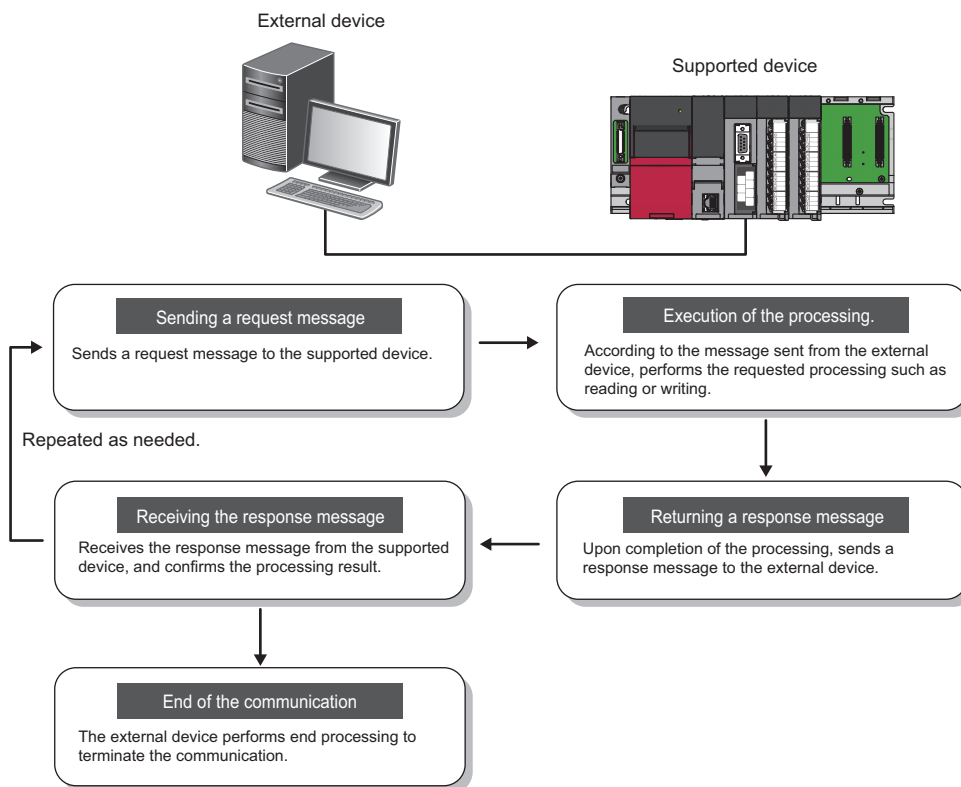 External device
Supported device
Sending a request message
Sends a request message to the supported device.
Execution of the processing.
According to the message sent from the external
device, performs the requested processing such as
reading or writing.
Repeated as needed.
Receiving the response message
Receives the response message from the supported
device, and confirms the processing result.
Returning a response message
Upon completion of the processing, sends a
response message to the external device.
End of the communication
The external device performs end processing to
terminate the communication.